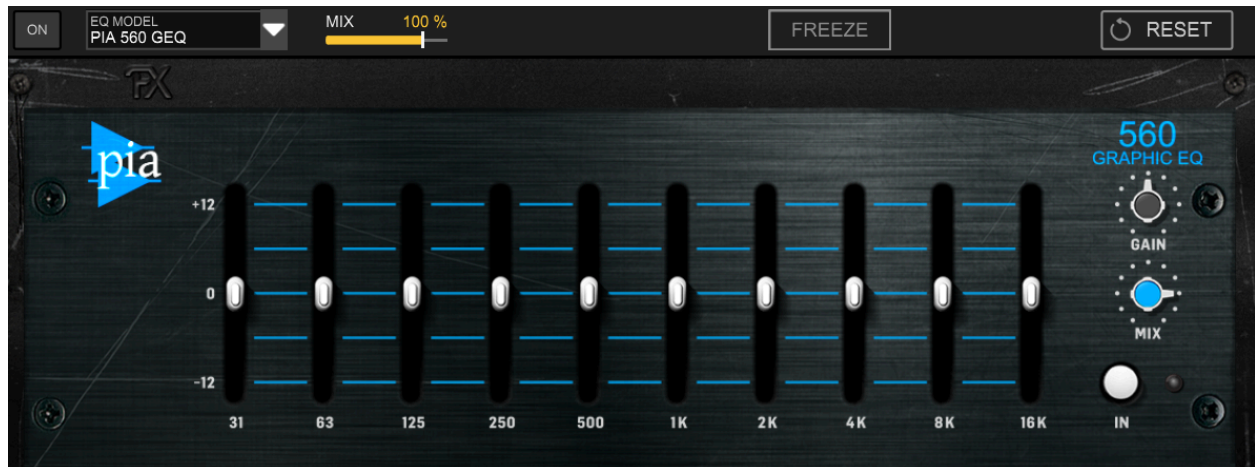 ON
EQ MODEL
PIA 560 GEQ
MIX 100 %
FREEZE
RESET
FX
pia
560
GRAPHIC EQ
+12
0
-12
GAIN
MIX
31 63 125 250 500 1K 2K 4K 8K 16K
IN